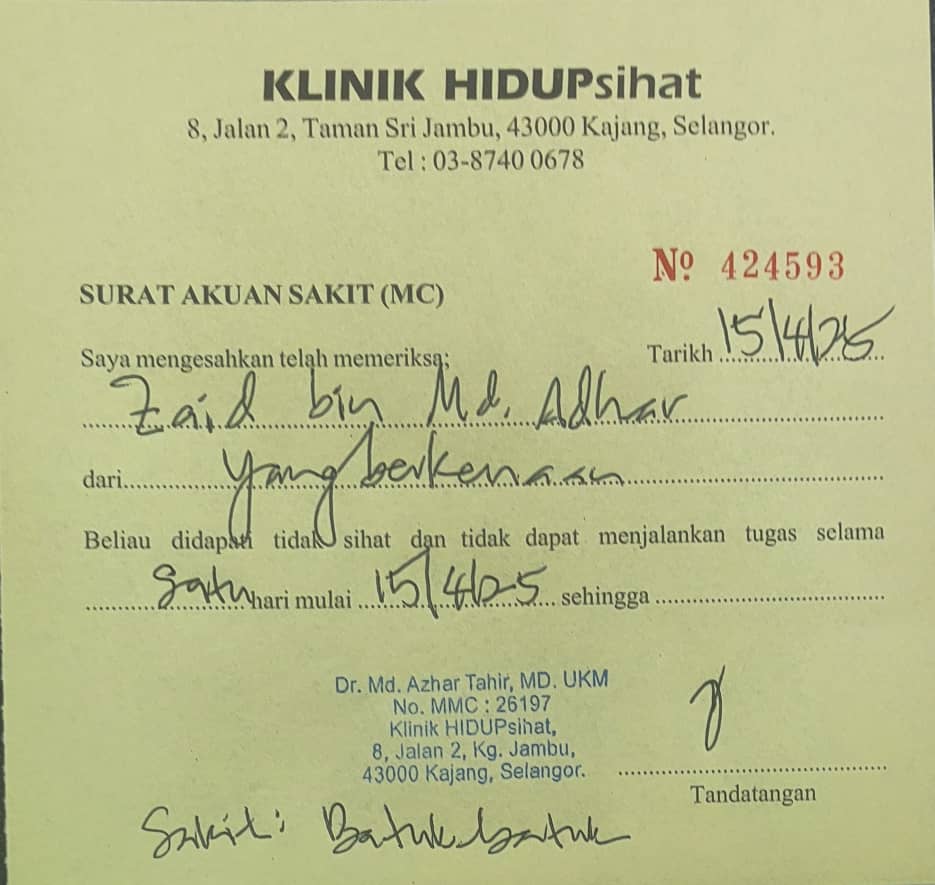 KLINIK HIDUPsihat
8, Jalan 2, Taman Sri Jambu, 43000 Kajang, Selangor.
Tel : 03-8740 0678
Nº 424593
SURAT AKUAN SAKIT (MC)
Saya mengesahkan telah memeriksa; Tarikh 15/4/25
Zaid bin Md. Adhar
dari yang berkenaan
Beliau didapati tidak sihat dan tidak dapat menjalankan tugas selama
Satu hari mulai 15/4/25 sehingga
Dr. Md. Azhar Tahir, MD. UKM
No. MMC : 26197
Klinik HIDUPsihat,
8, Jalan 2, Kg. Jambu,
43000 Kajang, Selangor.
Tandatangan
Sakit: Batuk-batuk